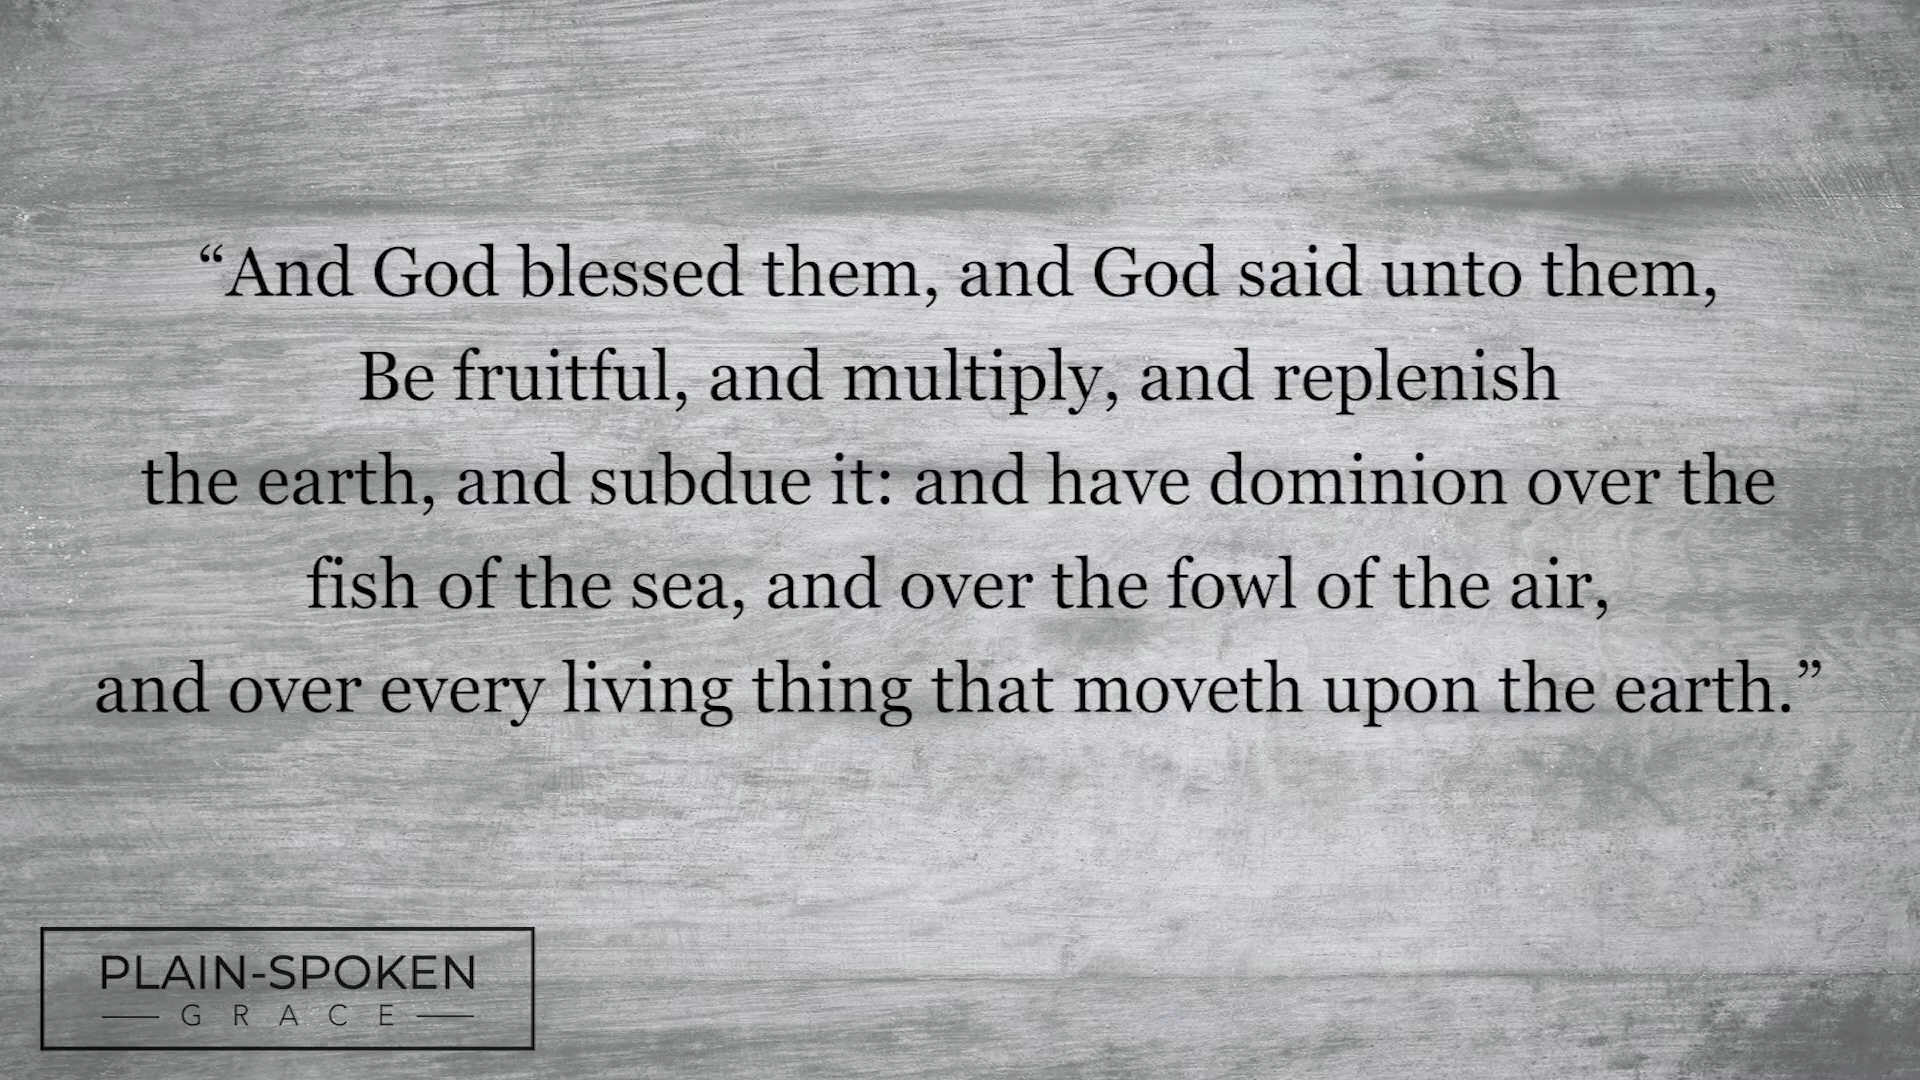 “And God blessed them, and God said unto them,
Be fruitful, and multiply, and replenish
the earth, and subdue it: and have dominion over the
fish of the sea, and over the fowl of the air,
and over every living thing that moveth upon the earth.”
PLAIN-SPOKEN
GRACE